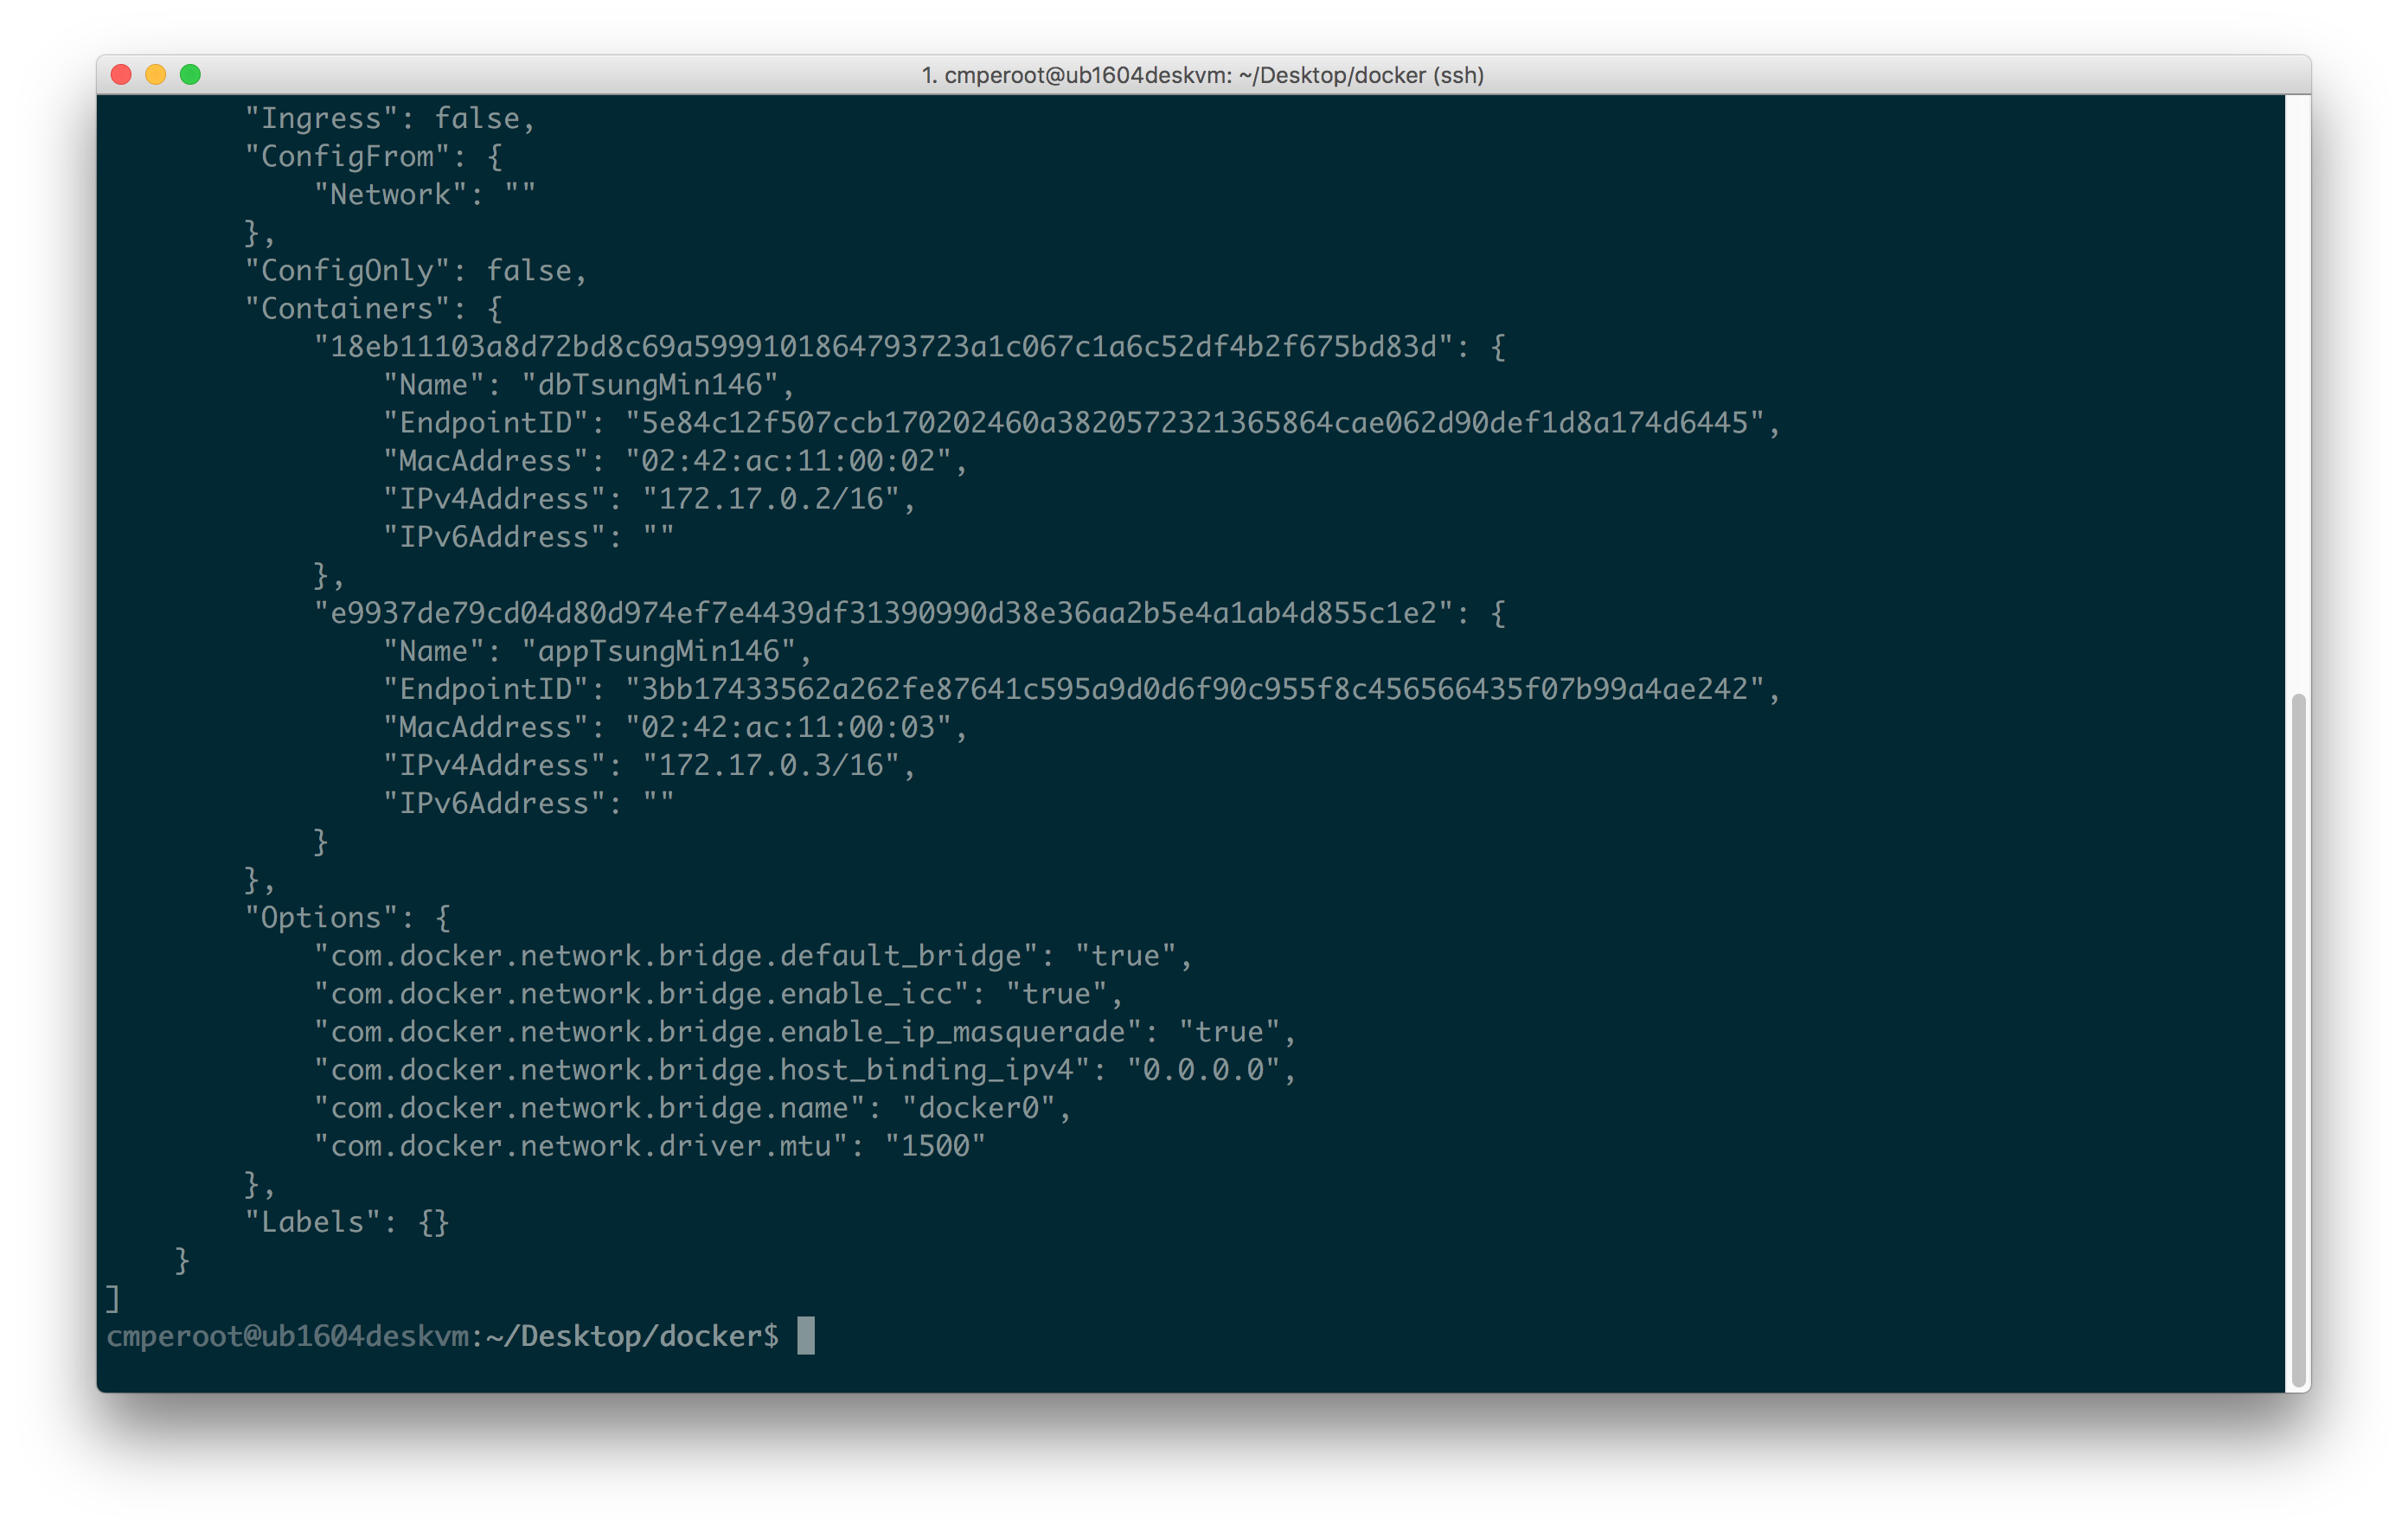 1. cmperoot@ub1604deskvm: ~/Desktop/docker (ssh)
"Ingress": false,
"ConfigFrom": {
"Network": ""
},
"ConfigOnly": false,
"Containers": {
"18eb11103a8d72bd8c69a5999101864793723a1c067c1a6c52df4b2f675bd83d": {
"Name": "dbTsungMin146",
"EndpointID": "5e84c12f507ccb170202460a3820572321365864cae062d90def1d8a174d6445",
"MacAddress": "02:42:ac:11:00:02",
"IPv4Address": "172.17.0.2/16",
"IPv6Address": ""
},
"e9937de79cd04d80d974ef7e4439df31390990d38e36aa2b5e4a1ab4d855c1e2": {
"Name": "appTsungMin146",
"EndpointID": "3bb17433562a262fe87641c595a9d0d6f90c955f8c456566435f07b99a4ae242",
"MacAddress": "02:42:ac:11:00:03",
"IPv4Address": "172.17.0.3/16",
"IPv6Address": ""
}
},
"Options": {
"com.docker.network.bridge.default_bridge": "true",
"com.docker.network.bridge.enable_icc": "true",
"com.docker.network.bridge.enable_ip_masquerade": "true",
"com.docker.network.bridge.host_binding_ipv4": "0.0.0.0",
"com.docker.network.bridge.name": "docker0",
"com.docker.network.driver.mtu": "1500"
},
"Labels": {}
}
]
cmperoot@ub1604deskvm:~/Desktop/docker$